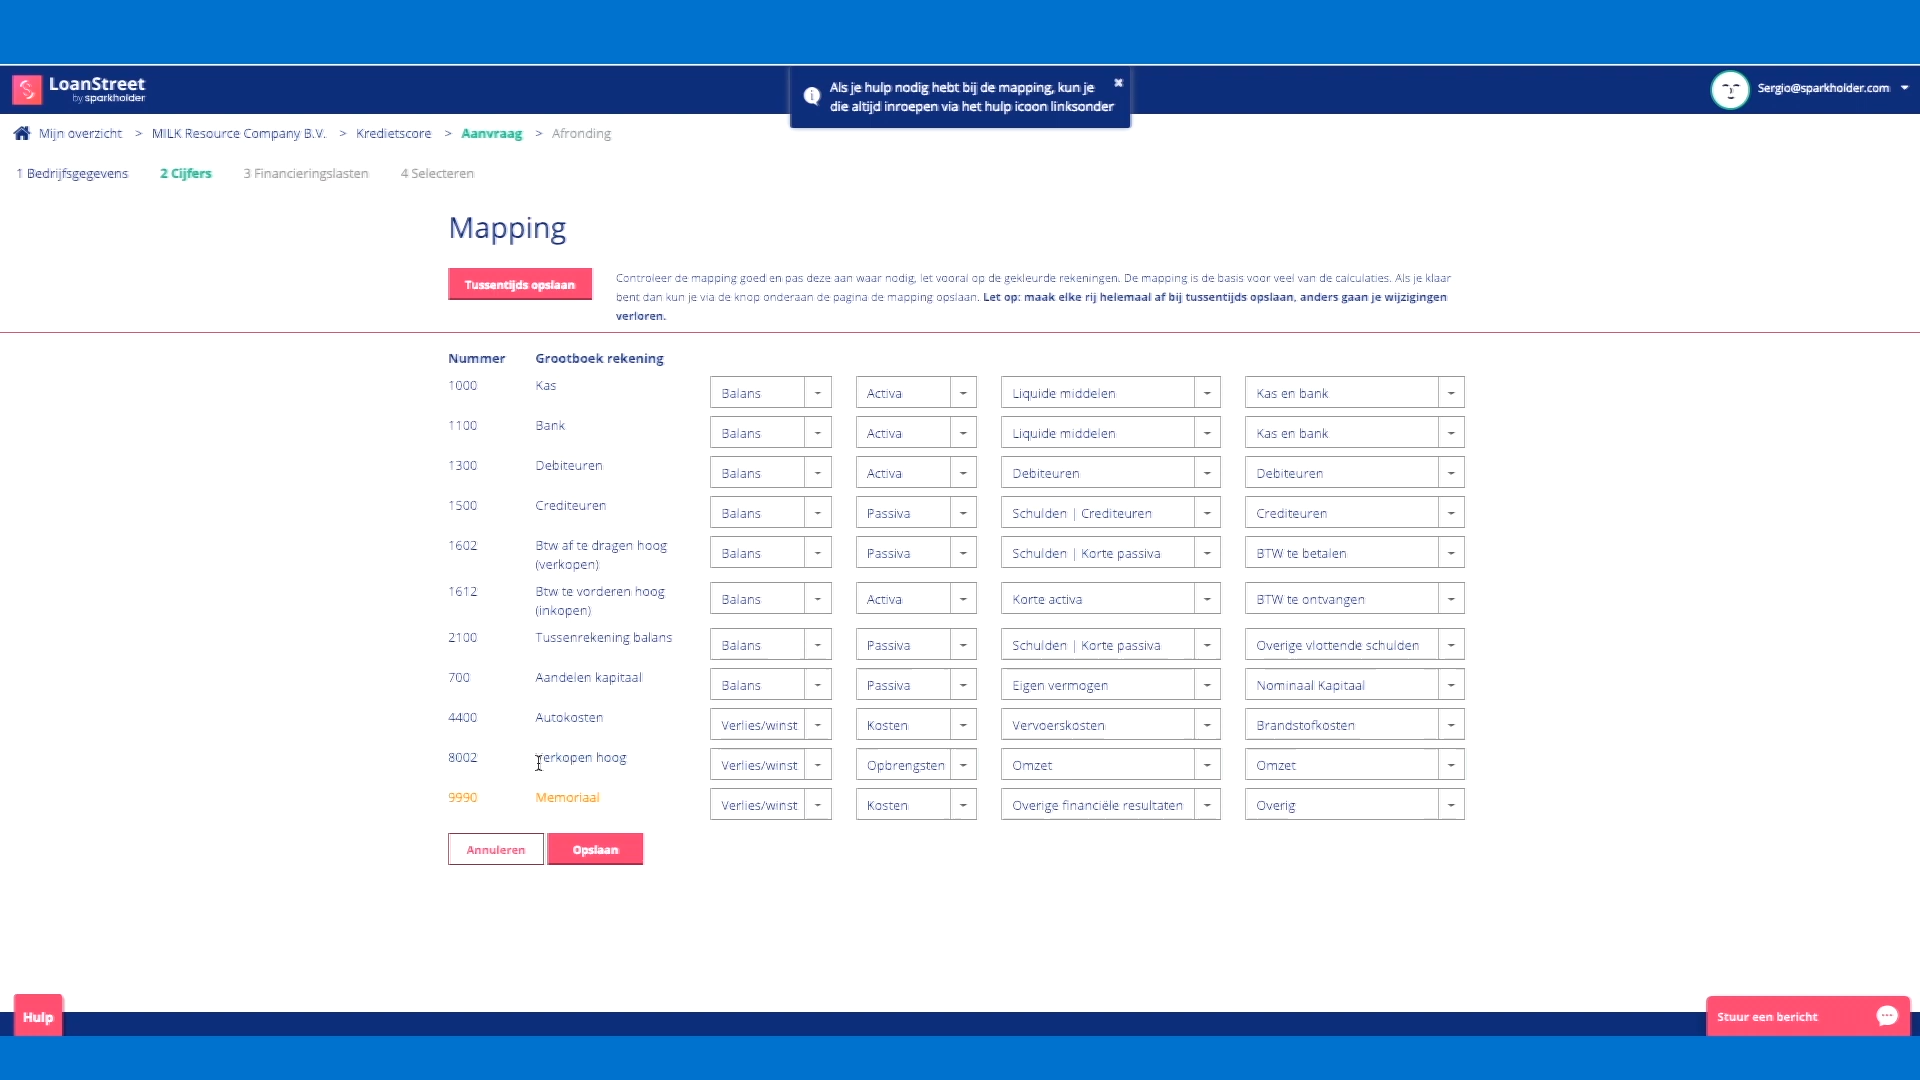 LoanStreet
by sparkholder
Als je hulp nodig hebt bij de mapping, kun je
die altijd inroepen via het hulp icoon linksonder
Sergio@sparkholder.com
Mijn overzicht > MILK Resource Company B.V. > Kredietscore > Aanvraag > Afronding
1 Bedrijfsgegevens 2 Cijfers 3 Financieringslasten 4 Selecteren
Mapping
Tussentijds opslaan
Controleer de mapping goed en pas deze aan waar nodig, let vooral op de gekleurde rekeningen. De mapping is de basis voor veel van de calculaties. Als je klaar
bent dan kun je via de knop onderaan de pagina de mapping opslaan. Let op: maak elke rij helemaal af bij tussentijds opslaan, anders gaan je wijzigingen
verloren.
Nummer Grootboek rekening
1000 Kas Balans Activa Liquide middelen Kas en bank
1100 Bank Balans Activa Liquide middelen Kas en bank
1300 Debiteuren Balans Activa Debiteuren Debiteuren
1500 Crediteuren Balans Passiva Schulden | Crediteuren Crediteuren
1602 Btw af te dragen hoog Balans Passiva Schulden | Korte passiva BTW te betalen
(verkopen)
1612 Btw te vorderen hoog Balans Activa Korte activa BTW te ontvangen
(inkopen)
2100 Tussenrekening balans Balans Passiva Schulden | Korte passiva Overige vlottende schulden
700 Aandelen kapitaal Balans Passiva Eigen vermogen Nominaal Kapitaal
4400 Autokosten Verlies/winst Kosten Vervoerskosten Brandstofkosten
8002 Verkopen hoog Verlies/winst Opbrengsten Omzet Omzet
9990 Memoriaal Verlies/winst Kosten Overige financiële resultaten Overig
Annuleren Opslaan
Hulp
Stuur een bericht